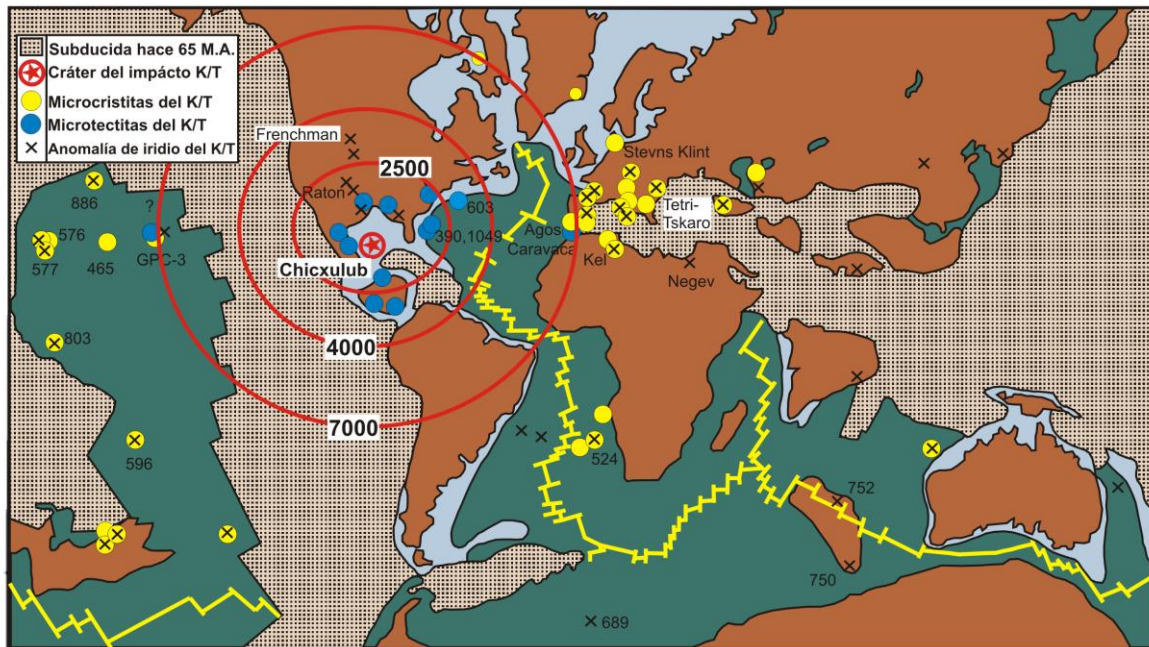 Subducida hace 65 M.A.
Cráter del impácto K/T
Microcristitas del K/T
Microtectitas del K/T
Anomalía de iridio del K/T
Frenchman
2500
Raton
603
390,1049
Chicxulub
4000
7000
886
?
576
577
465
GPC-3
803
596
Stevns Klint
Tetri-
Tskaro
Agost
Caravaca
Kel
Negev
524
752
750
689